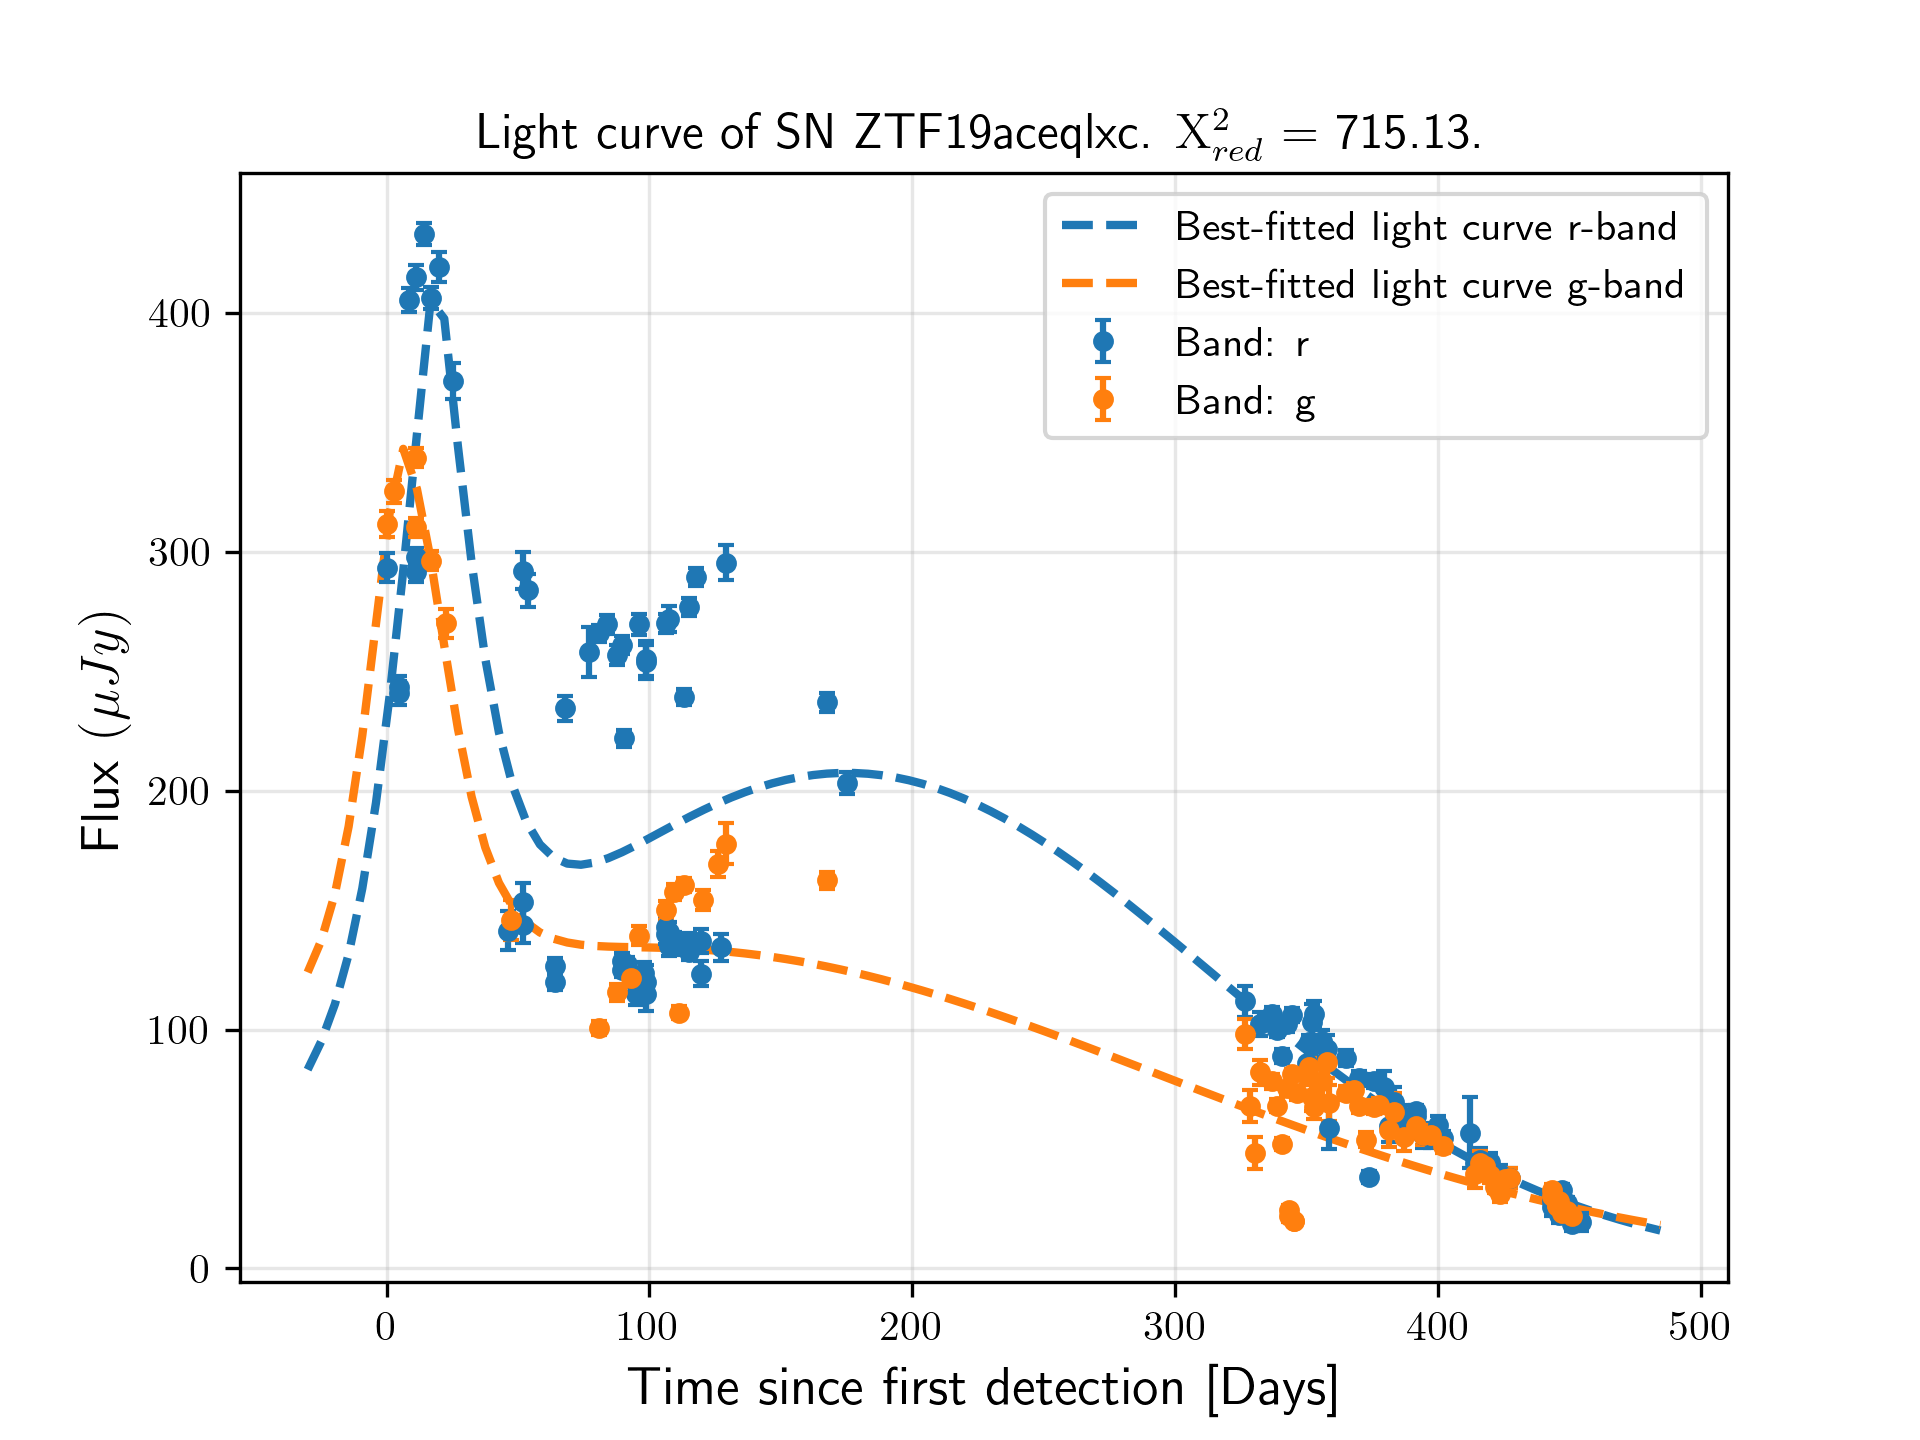 Light curve of SN ZTF19aceqlxc. X²red = 715.13.
Best-fitted light curve r-band
Best-fitted light curve g-band
Band: r
Band: g
Flux (μJy)
400
300
200
100
0
0 100 200 300 400 500
Time since first detection [Days]